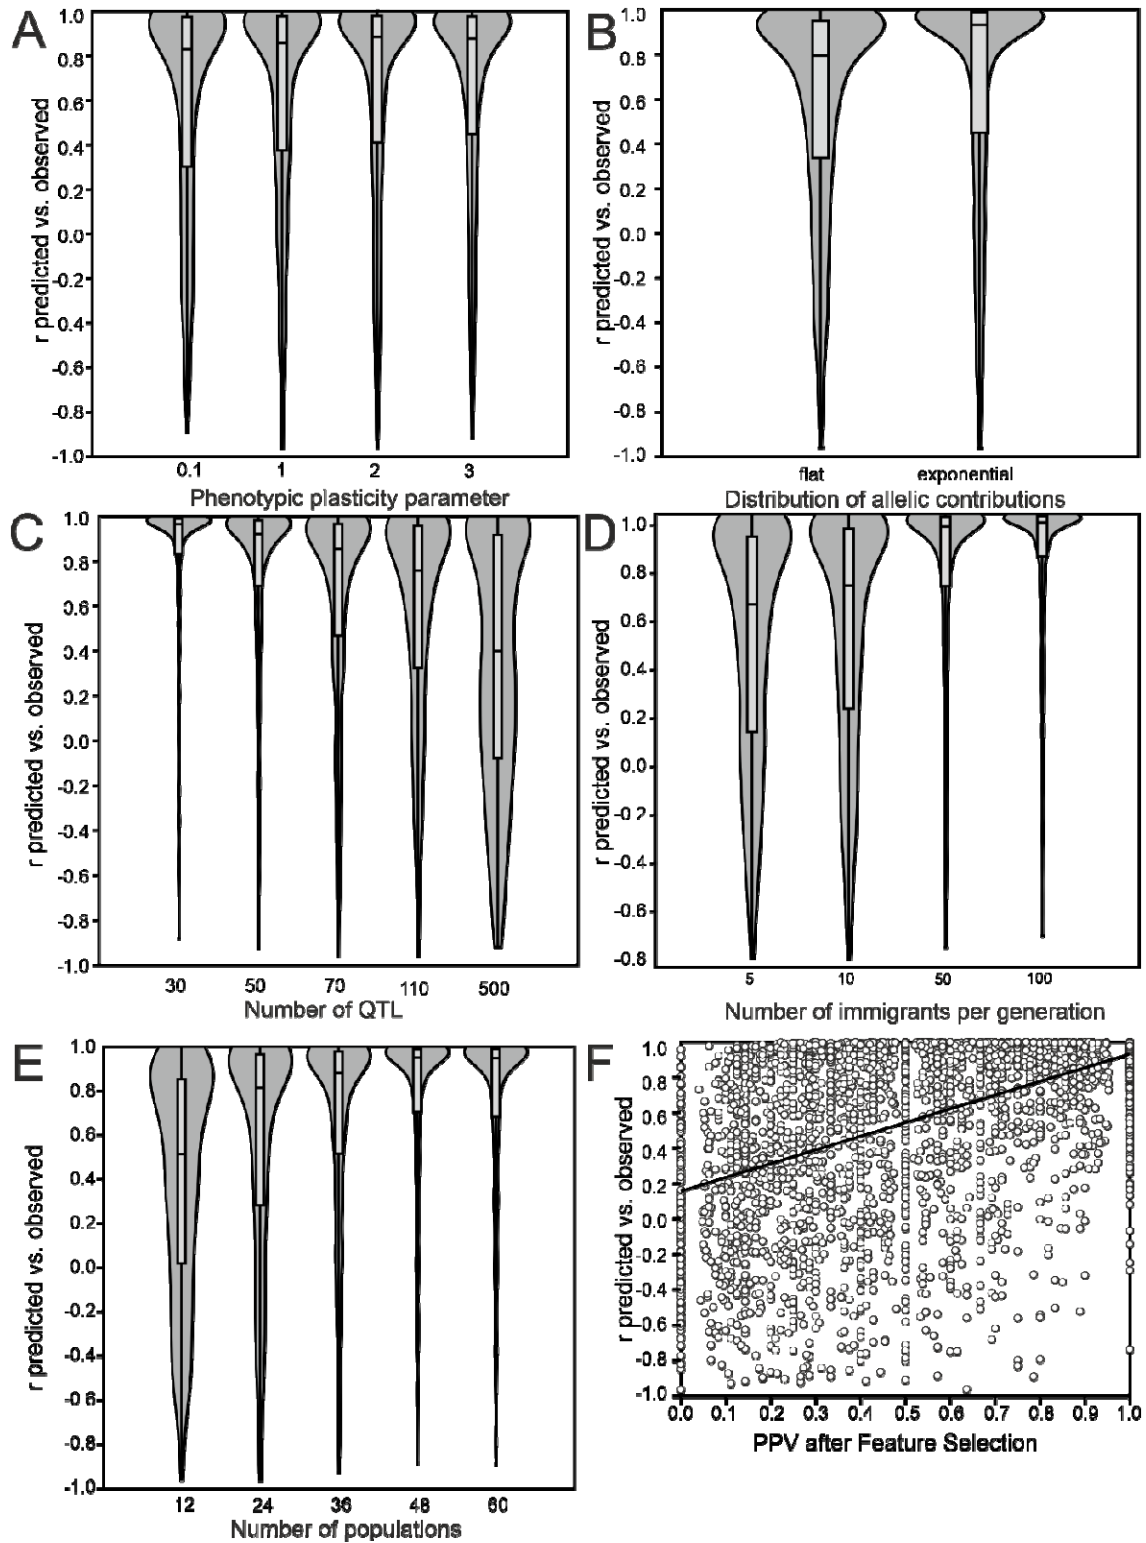 A
r predicted vs. observed
1.0
0.8
0.6
0.4
0.2
0.0
-0.2
-0.4
-0.6
-0.8
-1.0
0.1 1 2 3
Phenotypic plasticity parameter
B
r predicted vs. observed
1.0
0.8
0.6
0.4
0.2
0.0
-0.2
-0.4
-0.6
-0.8
-1.0
flat exponential
Distribution of allelic contributions
C
r predicted vs. observed
1.0
0.8
0.6
0.4
0.2
0.0
-0.2
-0.4
-0.6
-0.8
-1.0
30 50 70 110 500
Number of QTL
D
r predicted vs. observed
1.0
0.8
0.6
0.4
0.2
0.0
-0.2
-0.4
-0.6
-0.8
5 10 50 100
Number of immigrants per generation
E
r predicted vs. observed
1.0
0.8
0.6
0.4
0.2
0.0
-0.2
-0.4
-0.6
-0.8
-1.0
12 24 36 48 60
Number of populations
F
r predicted vs. observed
1.0
0.8
0.6
0.4
0.2
0.0
-0.2
-0.4
-0.6
-0.8
-1.0
0.0 0.1 0.2 0.3 0.4 0.5 0.6 0.7 0.8 0.9 1.0
PPV after Feature Selection